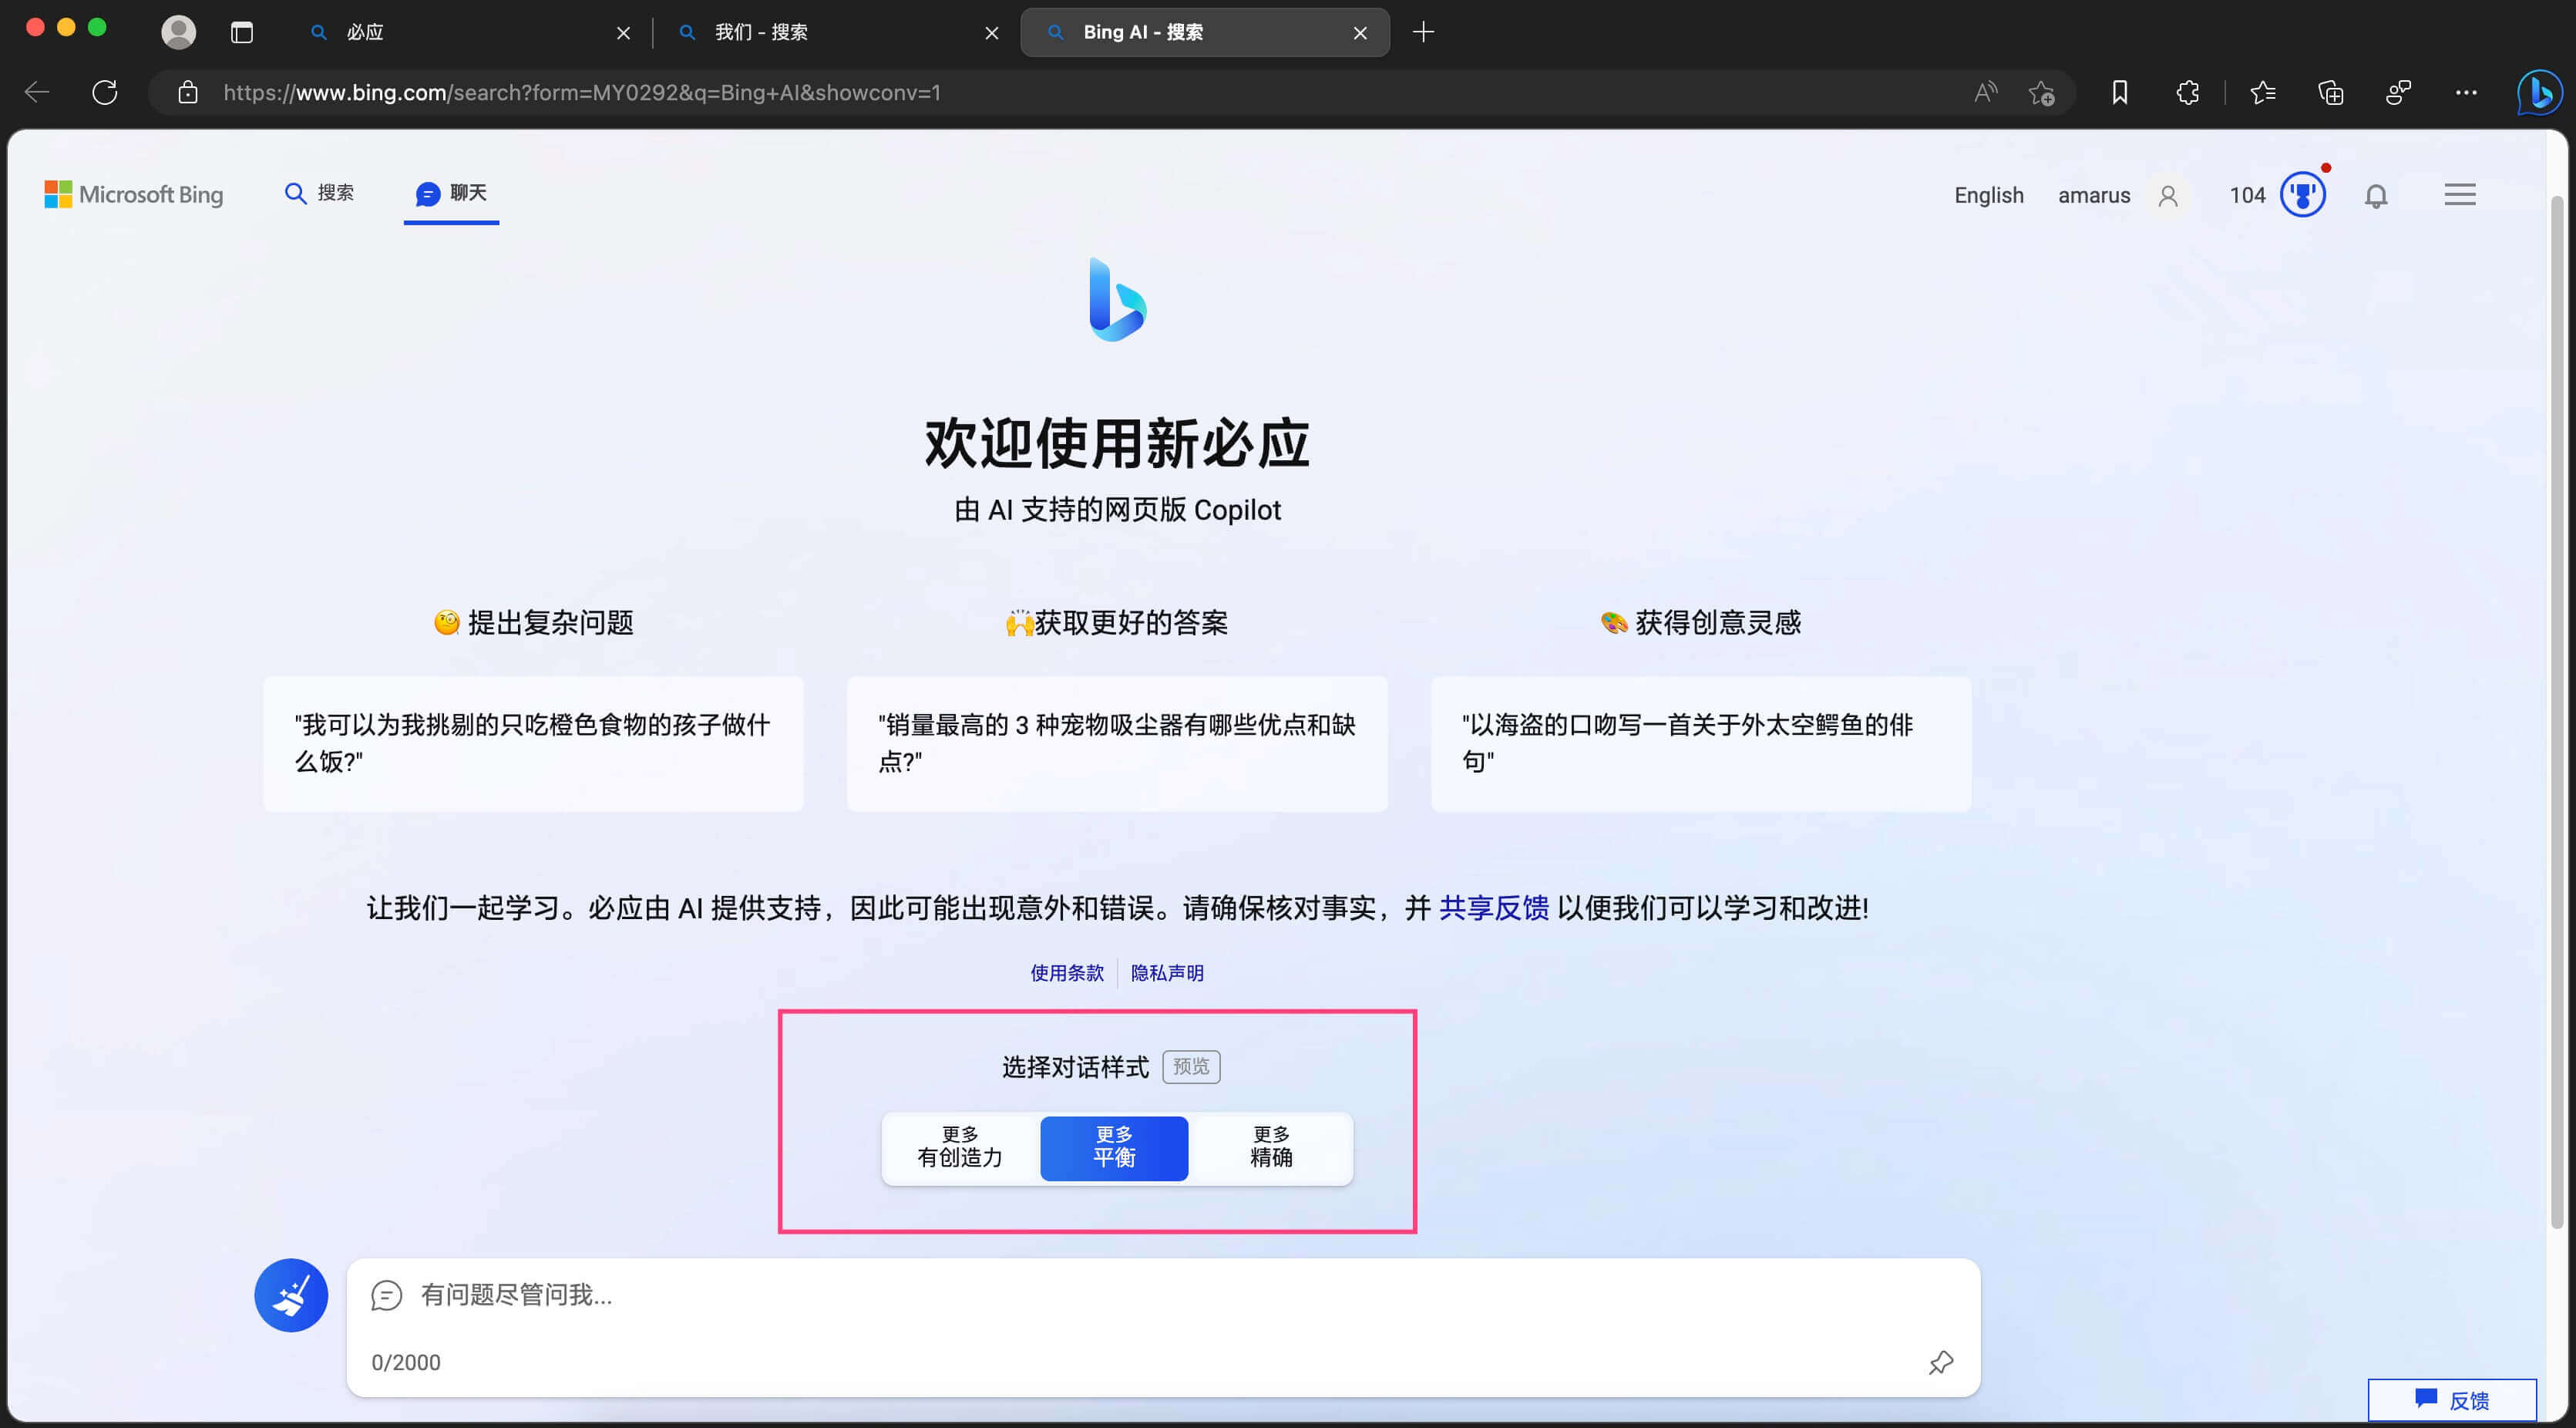 必应
我们 - 搜索
Bing AI - 搜索
https://www.bing.com/search?form=MY0292&q=Bing+AI&showconv=1
Microsoft Bing
搜索
聊天
English
amarus
104
欢迎使用新必应
由 AI 支持的网页版 Copilot
🧐 提出复杂问题
🙌获取更好的答案
🎨 获得创意灵感
"我可以为我挑剔的只吃橙色食物的孩子做什
么饭?"
"销量最高的 3 种宠物吸尘器有哪些优点和缺
点?"
"以海盗的口吻写一首关于外太空鳄鱼的俳
句"
让我们一起学习。必应由 AI 提供支持，因此可能出现意外和错误。请确保核对事实，并 共享反馈 以便我们可以学习和改进!
使用条款
隐私声明
选择对话样式
预览
更多
有创造力
更多
平衡
更多
精确
有问题尽管问我...
0/2000
反馈